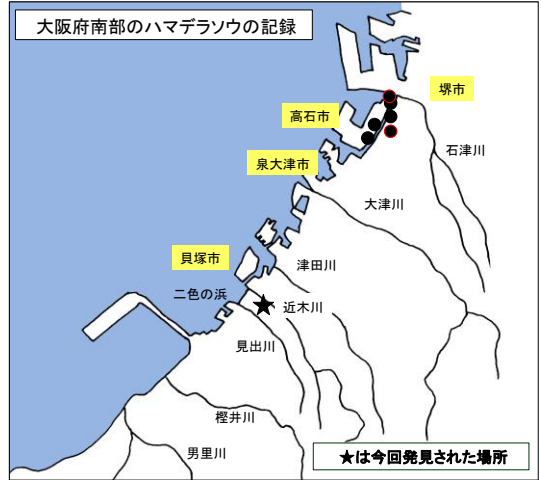 大阪府南部のハマデラソウの記録
堺市
高石市
石津川
泉大津市
大津川
貝塚市
津田川
二色の浜
近木川
見出川
樫井川
男里川
★は今回発見された場所